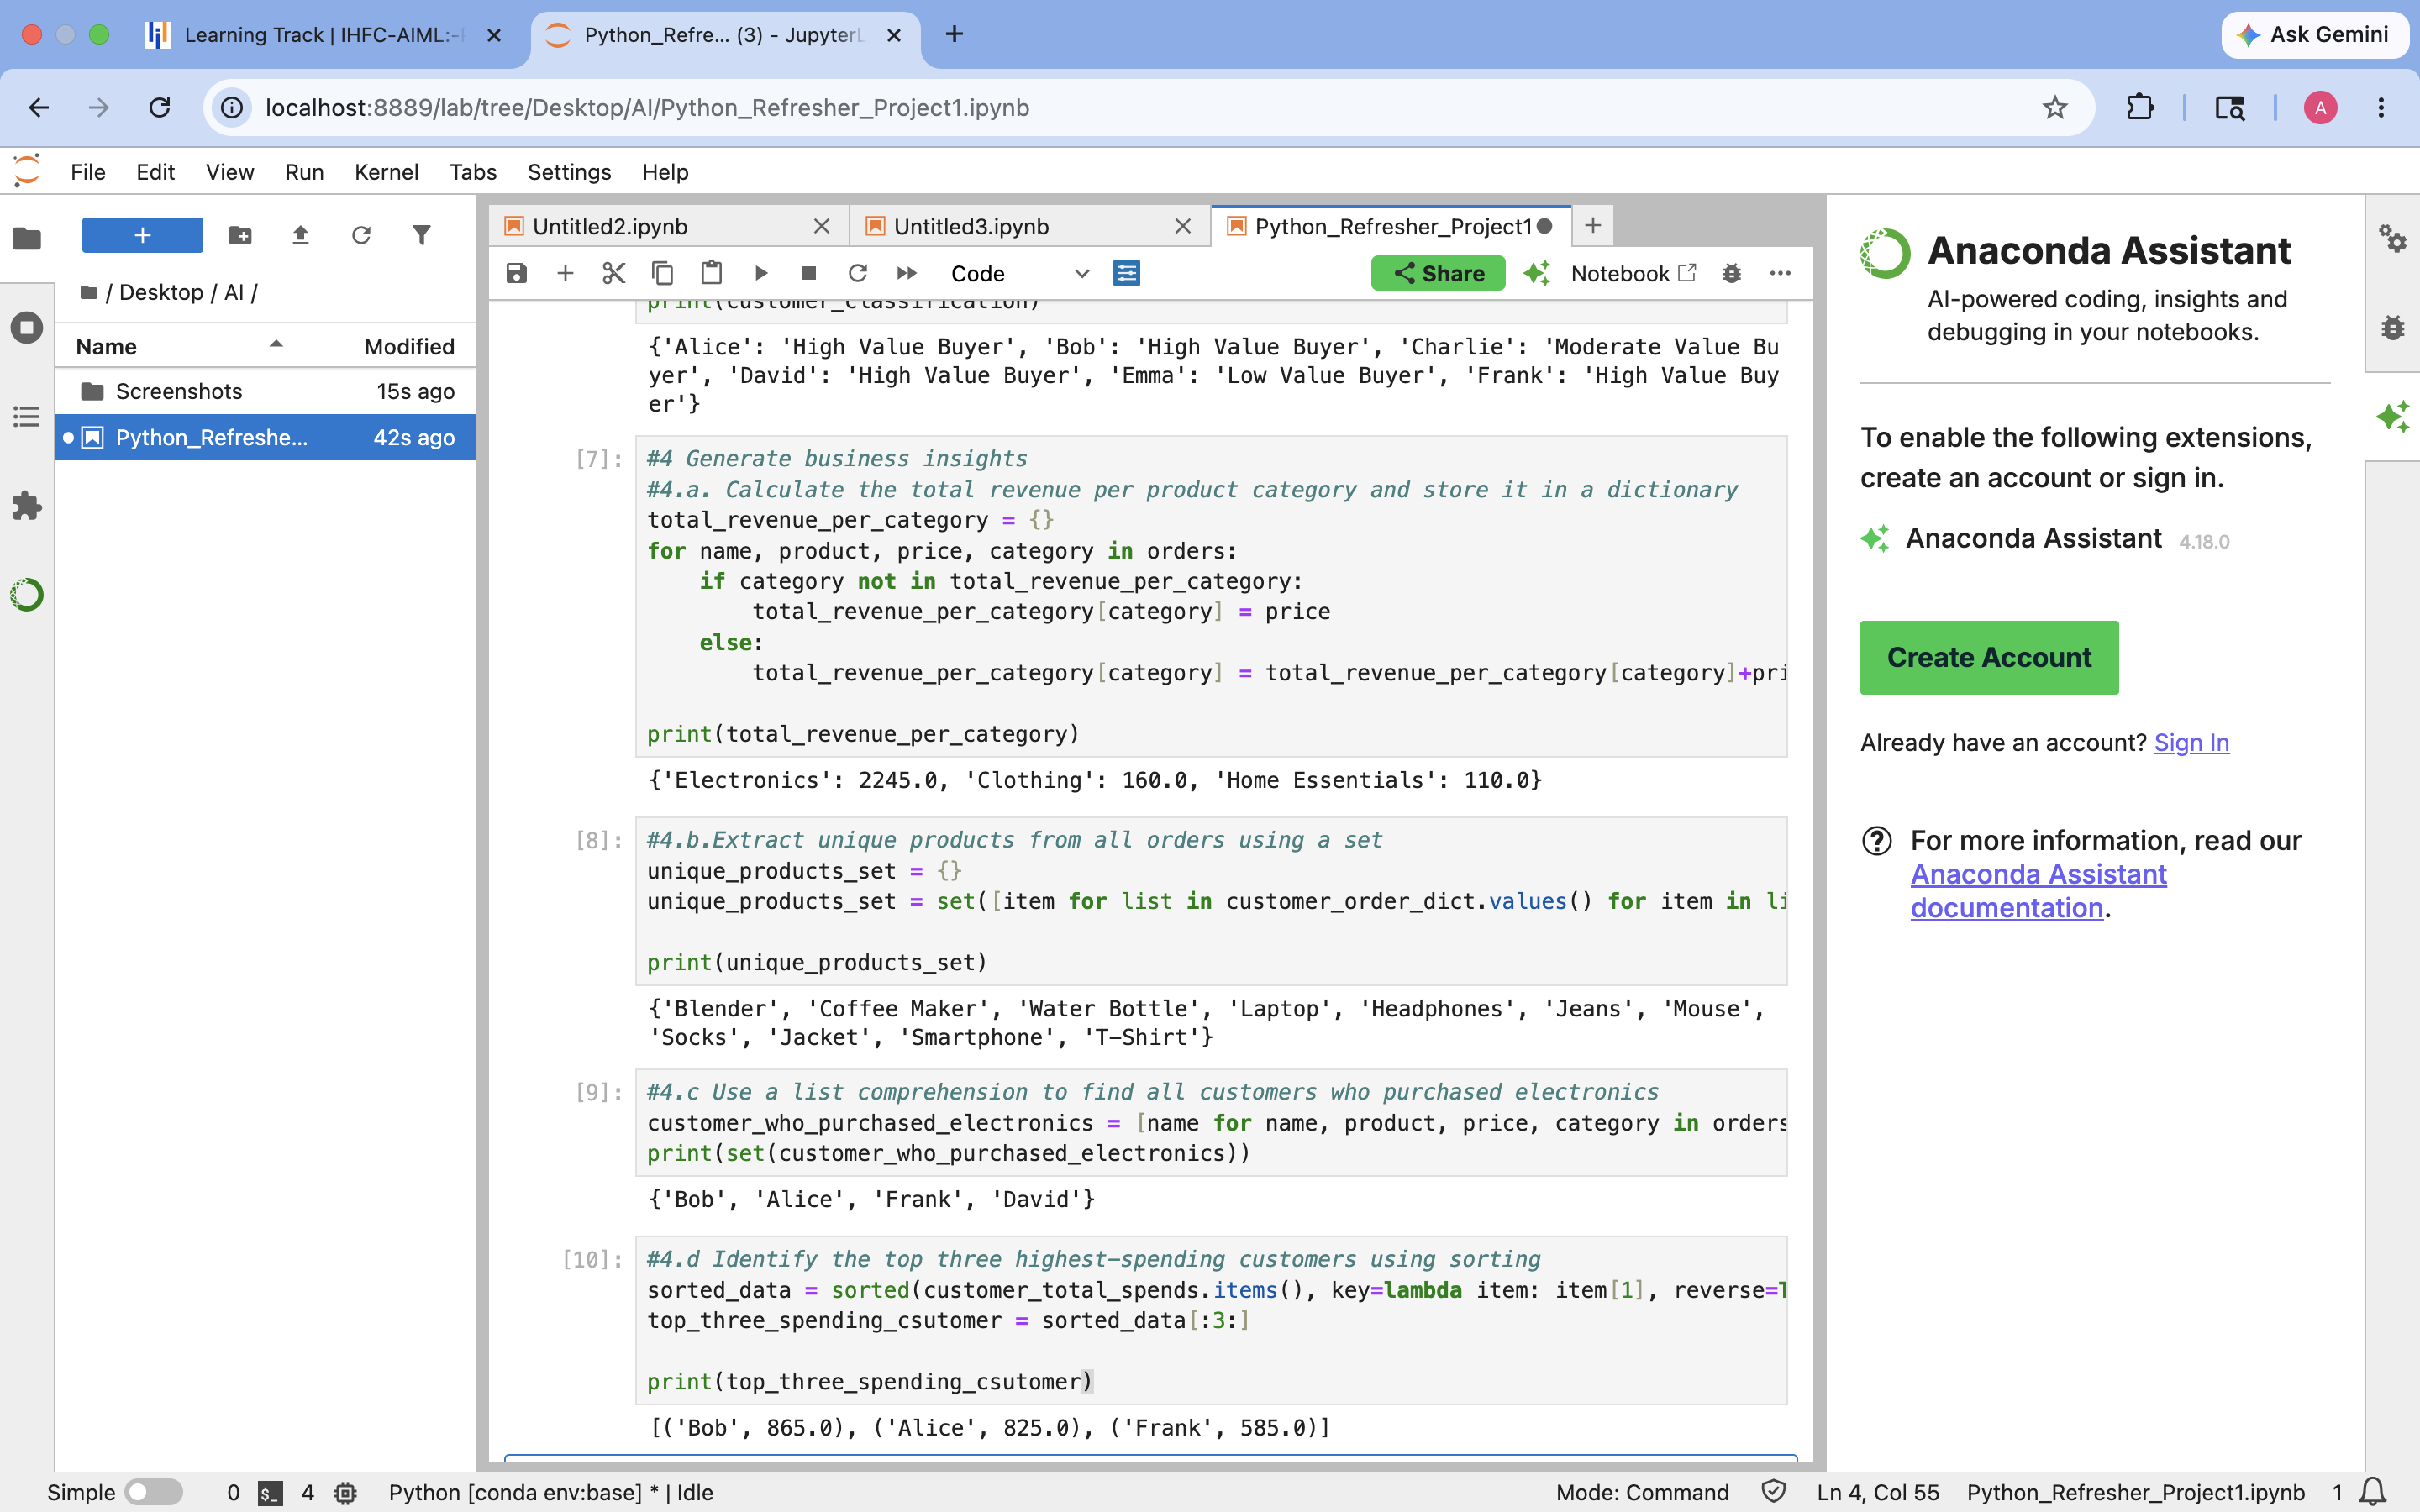 Learning Track | IHFC-AIML:-
Python_Refre... (3) - Jupyter
Ask Gemini
localhost:8889/lab/tree/Desktop/AI/Python_Refresher_Project1.ipynb
A
File Edit View Run Kernel Tabs Settings Help
/ Desktop / AI /
Name Modified
Screenshots 15s ago
Python_Refreshe... 42s ago
Untitled2.ipynb
Untitled3.ipynb
Python_Refresher_Project1
Code
Share
Notebook
print(customer_classification)
{'Alice': 'High Value Buyer', 'Bob': 'High Value Buyer', 'Charlie': 'Moderate Value Bu
yer', 'David': 'High Value Buyer', 'Emma': 'Low Value Buyer', 'Frank': 'High Value Buy
er'}
[7]:
#4 Generate business insights
#4.a. Calculate the total revenue per product category and store it in a dictionary
total_revenue_per_category = {}
for name, product, price, category in orders:
    if category not in total_revenue_per_category:
        total_revenue_per_category[category] = price
    else:
        total_revenue_per_category[category] = total_revenue_per_category[category]+pri
print(total_revenue_per_category)
{'Electronics': 2245.0, 'Clothing': 160.0, 'Home Essentials': 110.0}
[8]:
#4.b.Extract unique products from all orders using a set
unique_products_set = {}
unique_products_set = set([item for list in customer_order_dict.values() for item in li
print(unique_products_set)
{'Blender', 'Coffee Maker', 'Water Bottle', 'Laptop', 'Headphones', 'Jeans', 'Mouse',
'Socks', 'Jacket', 'Smartphone', 'T-Shirt'}
[9]:
#4.c Use a list comprehension to find all customers who purchased electronics
customer_who_purchased_electronics = [name for name, product, price, category in orders
print(set(customer_who_purchased_electronics))
{'Bob', 'Alice', 'Frank', 'David'}
[10]:
#4.d Identify the top three highest-spending customers using sorting
sorted_data = sorted(customer_total_spends.items(), key=lambda item: item[1], reverse=T
top_three_spending_csutomer = sorted_data[:3:]
print(top_three_spending_csutomer)
[('Bob', 865.0), ('Alice', 825.0), ('Frank', 585.0)]
Anaconda Assistant
AI-powered coding, insights and
debugging in your notebooks.
To enable the following extensions,
create an account or sign in.
Anaconda Assistant 4.18.0
Create Account
Already have an account? Sign In
For more information, read our
Anaconda Assistant
documentation.
Simple 0 $_ 4 Python [conda env:base] * | Idle
Mode: Command Ln 4, Col 55 Python_Refresher_Project1.ipynb 1